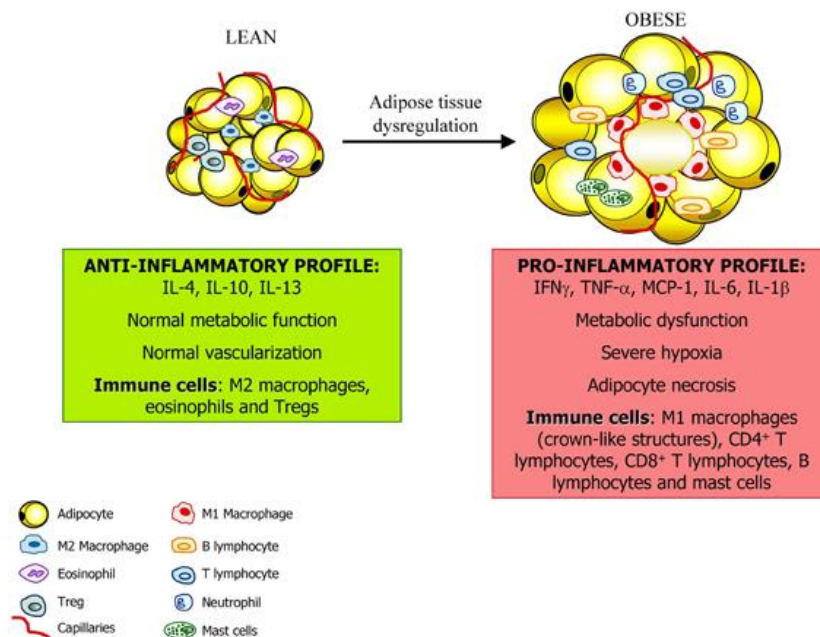 LEAN
OBESE
Adipose tissue
dysregulation
ANTI-INFLAMMATORY PROFILE:
IL-4, IL-10, IL-13
Normal metabolic function
Normal vascularization
Immune cells: M2 macrophages,
eosinophils and Tregs
PRO-INFLAMMATORY PROFILE:
IFNγ, TNF-α, MCP-1, IL-6, IL-1β
Metabolic dysfunction
Severe hypoxia
Adipocyte necrosis
Immune cells: M1 macrophages
(crown-like structures), CD4⁺ T
lymphocytes, CD8⁺ T lymphocytes, B
lymphocytes and mast cells
Adipocyte
M2 Macrophage
Eosinophil
Treg
Capillaries
M1 Macrophage
B lymphocyte
T lymphocyte
Neutrophil
Mast cells